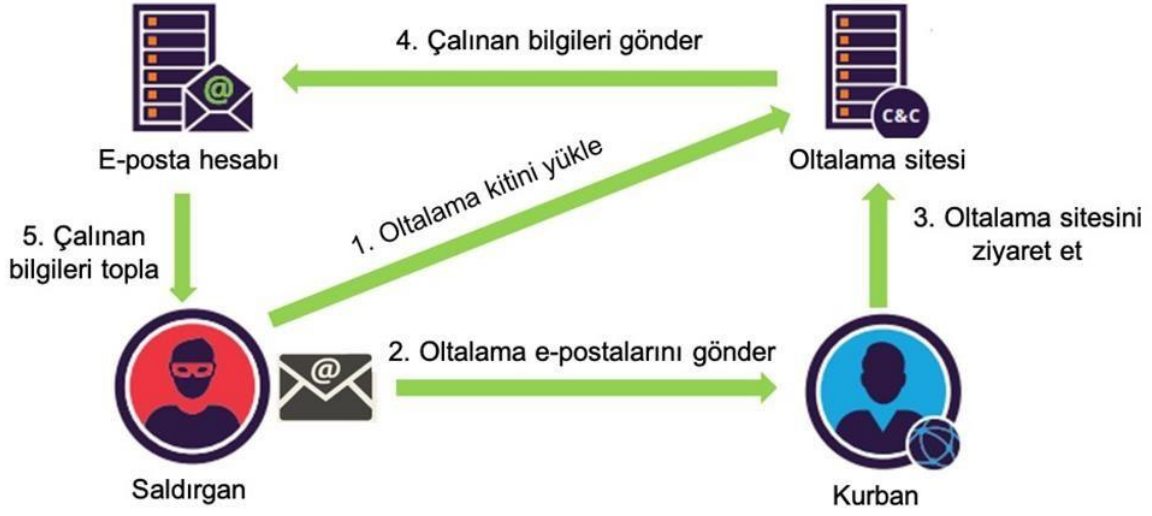 4. Çalınan bilgileri gönder
@
C&C
E-posta hesabı
Oltalama sitesi
1. Oltalama kitini yükle
5. Çalınan
bilgileri topla
3. Oltalama sitesini
ziyaret et
@
2. Oltalama e-postalarını gönder
Saldırgan
Kurban